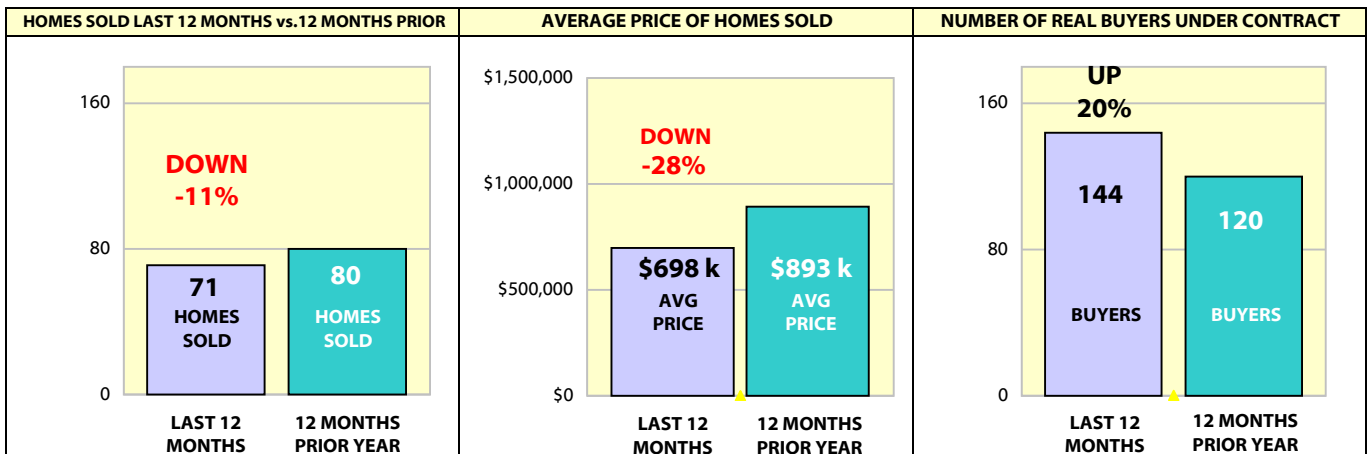 HOMES SOLD LAST 12 MONTHS vs.12 MONTHS PRIOR
160
80
0
DOWN
-11%
71
HOMES
SOLD
80
HOMES
SOLD
LAST 12
MONTHS
12 MONTHS
PRIOR YEAR
AVERAGE PRICE OF HOMES SOLD
$1,500,000
$1,000,000
$500,000
$0
DOWN
-28%
$698 k
AVG
PRICE
$893 k
AVG
PRICE
LAST 12
MONTHS
12 MONTHS
PRIOR YEAR
NUMBER OF REAL BUYERS UNDER CONTRACT
160
80
0
UP
20%
144
BUYERS
120
BUYERS
LAST 12
MONTHS
12 MONTHS
PRIOR YEAR